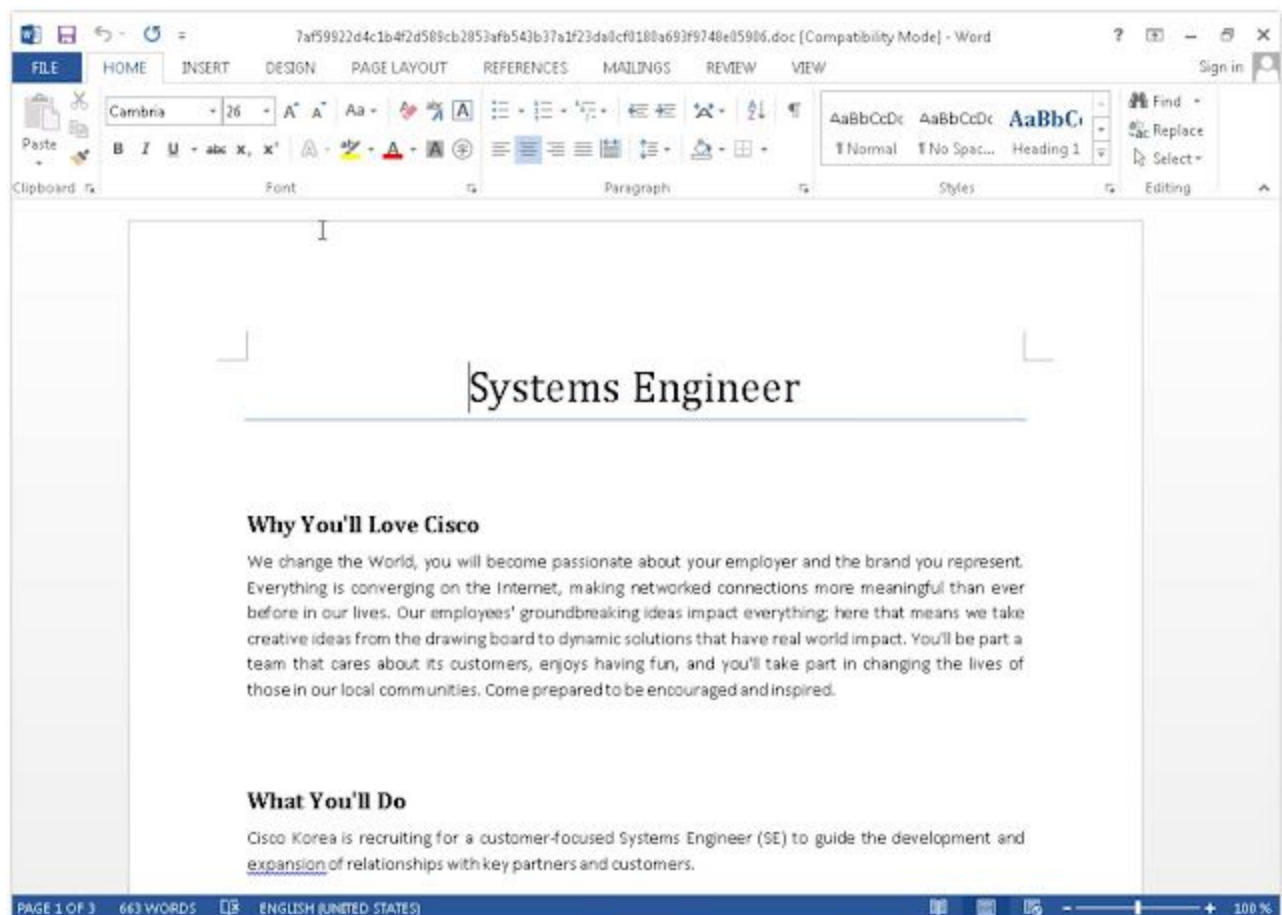 7af59922d4c1b4f2d589cb2853afb543b37a1f23da0cf0180a693f9748e05906.doc [Compatibility Mode] - Word
FILE HOME INSERT DESIGN PAGE LAYOUT REFERENCES MAILINGS REVIEW VIEW Sign in
Cambria 26 Aa Find
Paste B I U abc AaBbCcDc AaBbCcDc AaBbC Replace
¶ Normal ¶ No Spac... Heading 1 Select
Clipboard Font Paragraph Styles Editing
Systems Engineer
Why You'll Love Cisco
We change the World, you will become passionate about your employer and the brand you represent.
Everything is converging on the Internet, making networked connections more meaningful than ever
before in our lives. Our employees' groundbreaking ideas impact everything; here that means we take
creative ideas from the drawing board to dynamic solutions that have real world impact. You'll be part a
team that cares about its customers, enjoys having fun, and you'll take part in changing the lives of
those in our local communities. Come prepared to be encouraged and inspired.
What You'll Do
Cisco Korea is recruiting for a customer-focused Systems Engineer (SE) to guide the development and
expansion of relationships with key partners and customers.
PAGE 1 OF 3 663 WORDS ENGLISH (UNITED STATES) 100 %